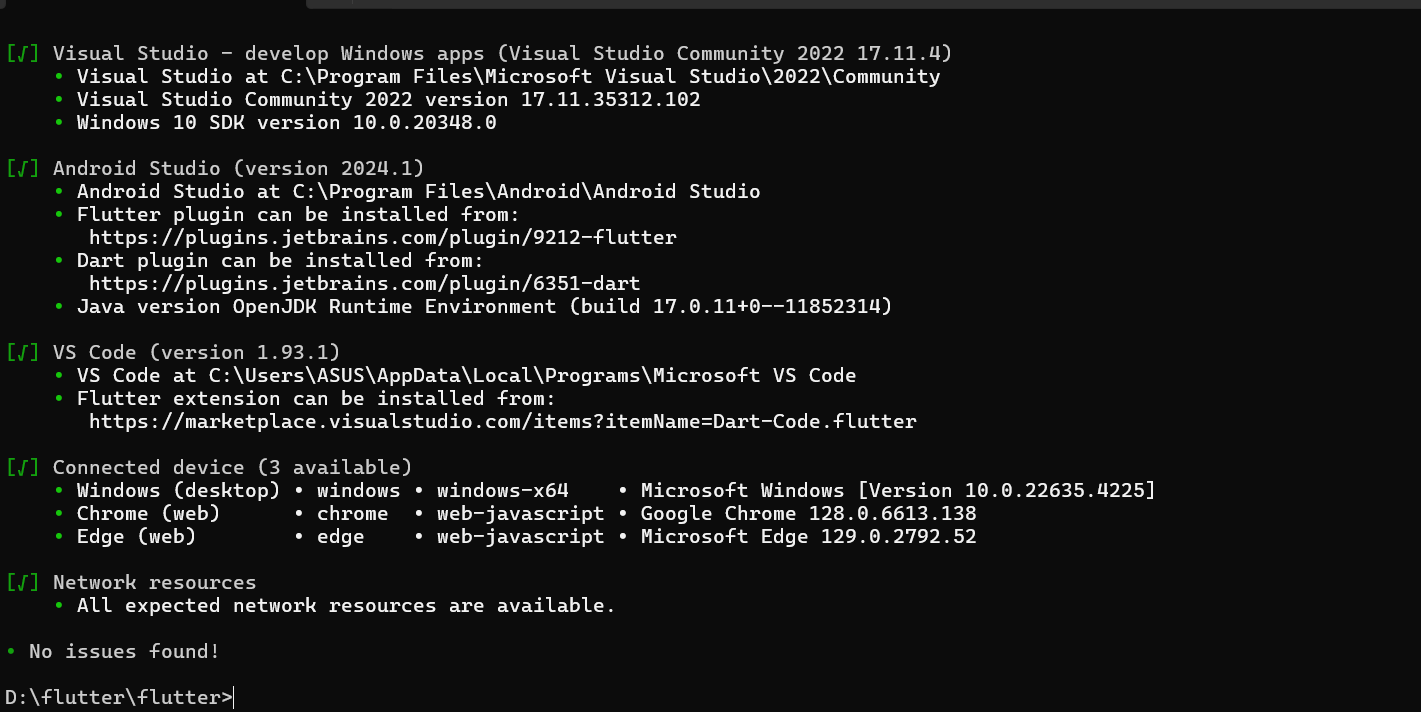 [√] Visual Studio - develop Windows apps (Visual Studio Community 2022 17.11.4)
• Visual Studio at C:\Program Files\Microsoft Visual Studio\2022\Community
• Visual Studio Community 2022 version 17.11.35312.102
• Windows 10 SDK version 10.0.20348.0
[√] Android Studio (version 2024.1)
• Android Studio at C:\Program Files\Android\Android Studio
• Flutter plugin can be installed from:
https://plugins.jetbrains.com/plugin/9212-flutter
• Dart plugin can be installed from:
https://plugins.jetbrains.com/plugin/6351-dart
• Java version OpenJDK Runtime Environment (build 17.0.11+0--11852314)
[√] VS Code (version 1.93.1)
• VS Code at C:\Users\ASUS\AppData\Local\Programs\Microsoft VS Code
• Flutter extension can be installed from:
https://marketplace.visualstudio.com/items?itemName=Dart-Code.flutter
[√] Connected device (3 available)
• Windows (desktop) • windows • windows-x64 • Microsoft Windows [Version 10.0.22635.4225]
• Chrome (web) • chrome • web-javascript • Google Chrome 128.0.6613.138
• Edge (web) • edge • web-javascript • Microsoft Edge 129.0.2792.52
[√] Network resources
• All expected network resources are available.
• No issues found!
D:\flutter\flutter>